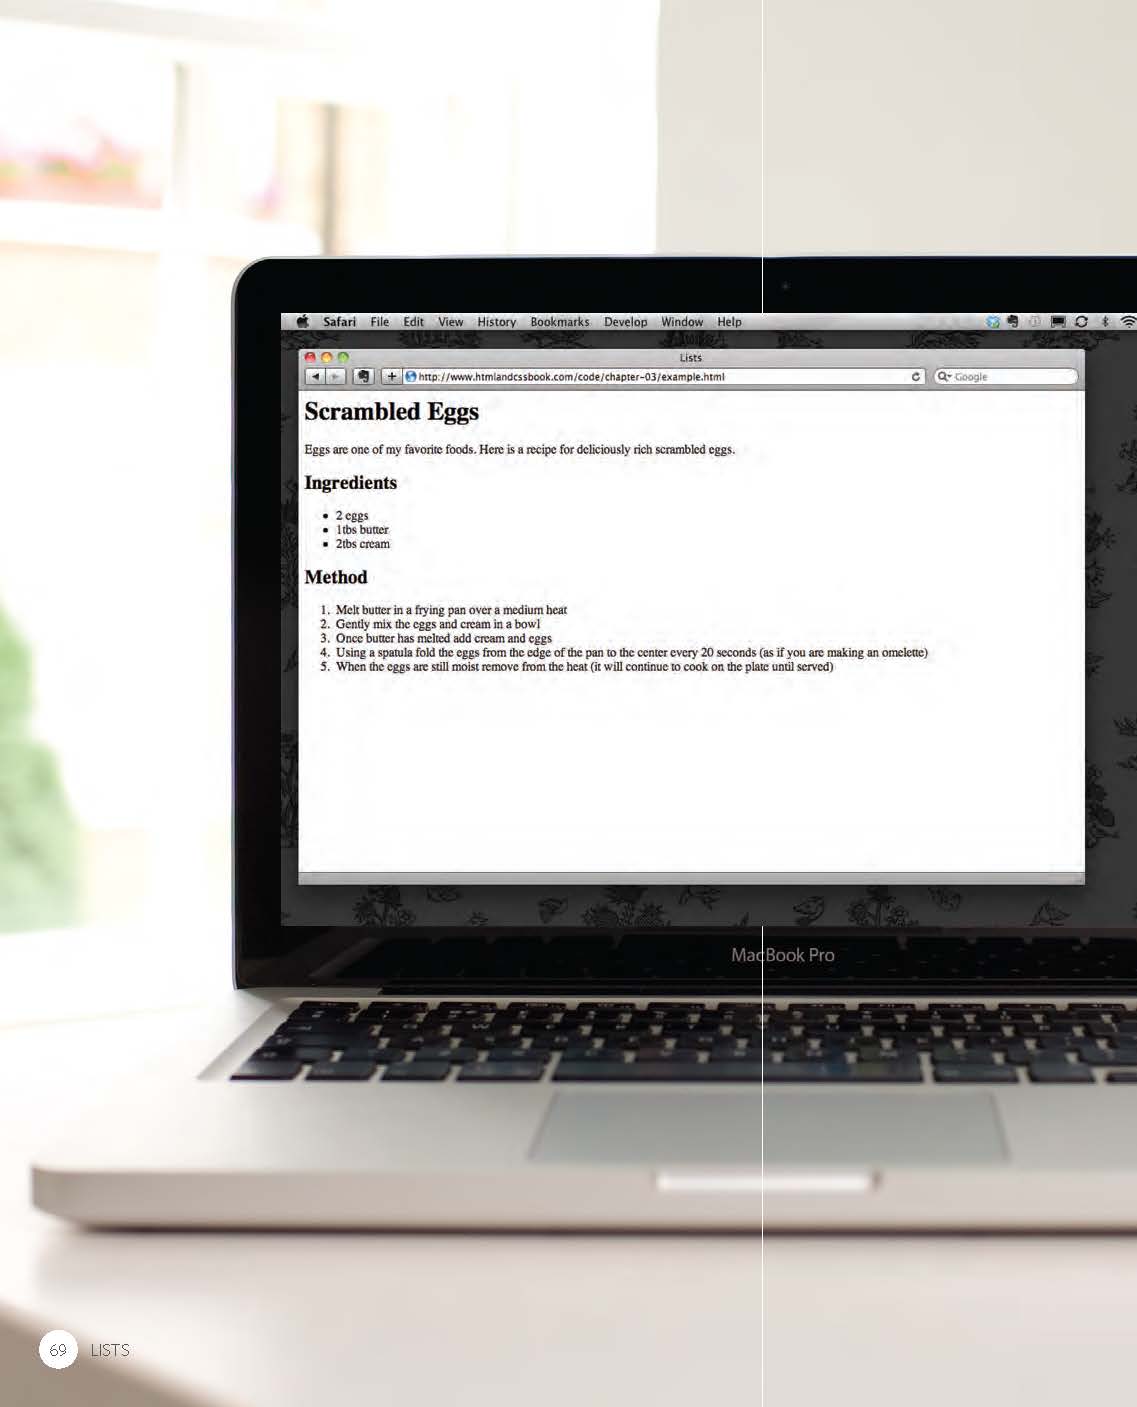 Safari File Edit View History Bookmarks Develop Window Help
Lists
http://www.htmlandcssbook.com/code/chapter-03/example.html
Google
Scrambled Eggs
Eggs are one of my favorite foods. Here is a recipe for deliciously rich scrambled eggs.
Ingredients
• 2 eggs
• 1tbs butter
• 2tbs cream
Method
1. Melt butter in a frying pan over a medium heat
2. Gently mix the eggs and cream in a bowl
3. Once butter has melted add cream and eggs
4. Using a spatula fold the eggs from the edge of the pan to the center every 20 seconds (as if you are making an omelette)
5. When the eggs are still moist remove from the heat (it will continue to cook on the plate until served)
MacBook Pro
69 LISTS